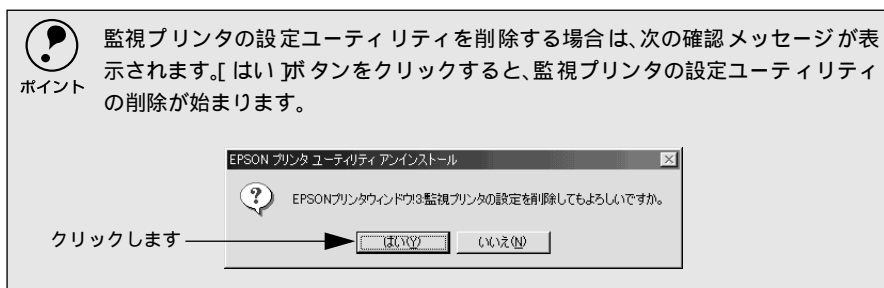 監視プリンタの設定ユーティリティを削除する場合は、次の確認メッセージが表
示されます。[はい]ボタンをクリックすると、監視プリンタの設定ユーティリティ
の削除が始まります。
ポイント
EPSON プリンタ ユーティリティ アンインストール
EPSONプリンタウィンドウ!3:監視プリンタの設定を削除してもよろしいですか。
クリックします
はい(Y)
いいえ(N)